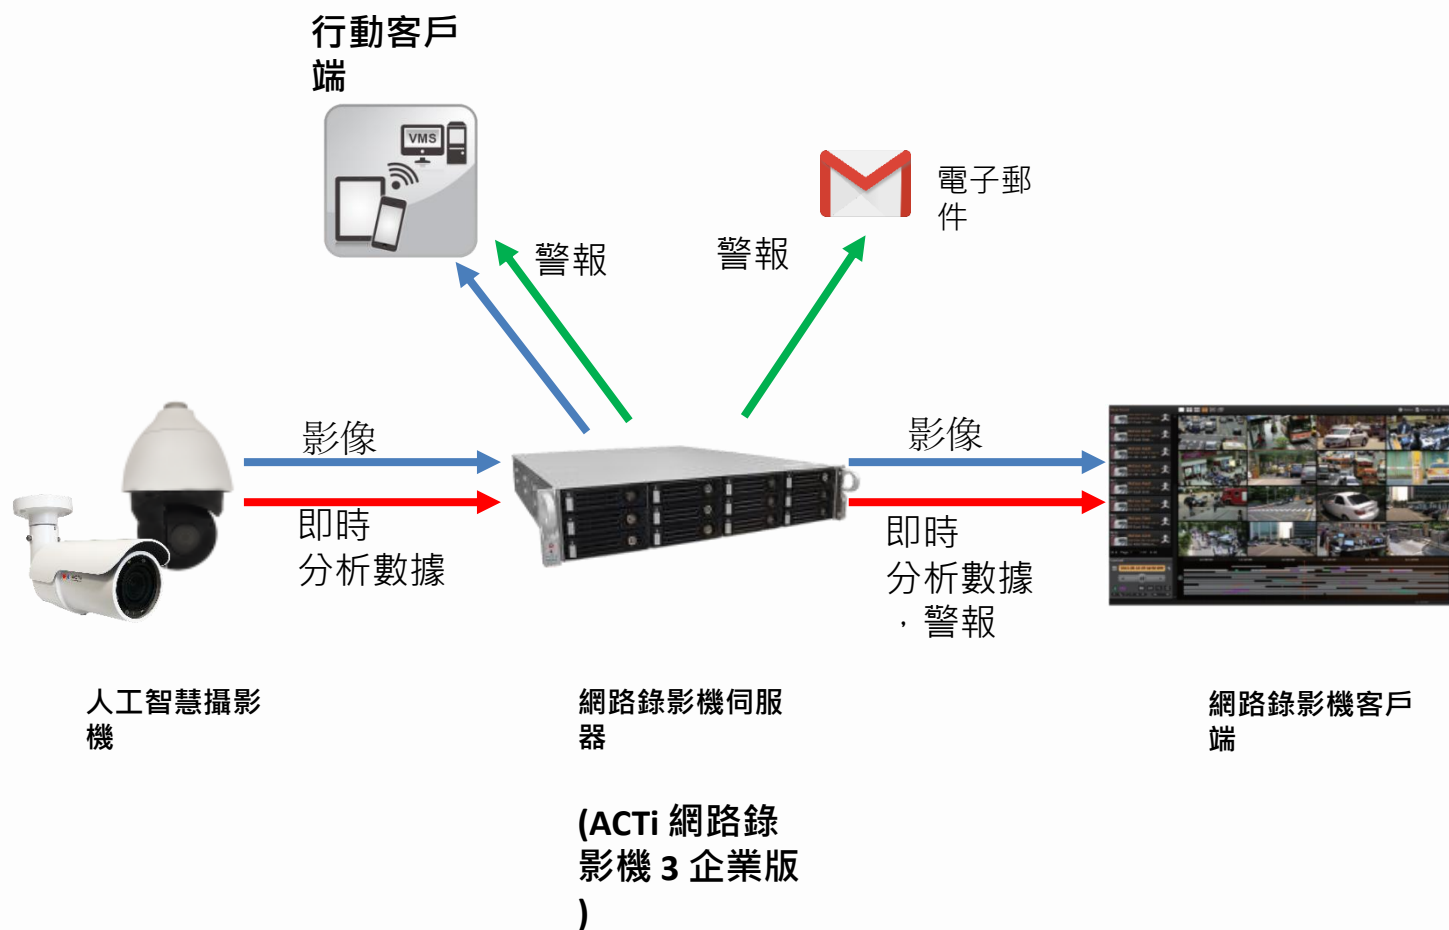 行動客戶
端
VMS
電子郵
件
警報
警報
影像
影像
即時
分析數據
即時
分析數據
，警報
人工智慧攝影
機
網路錄影機伺服
器
網路錄影機客戶
端
(ACTi 網路錄
影機 3 企業版
)